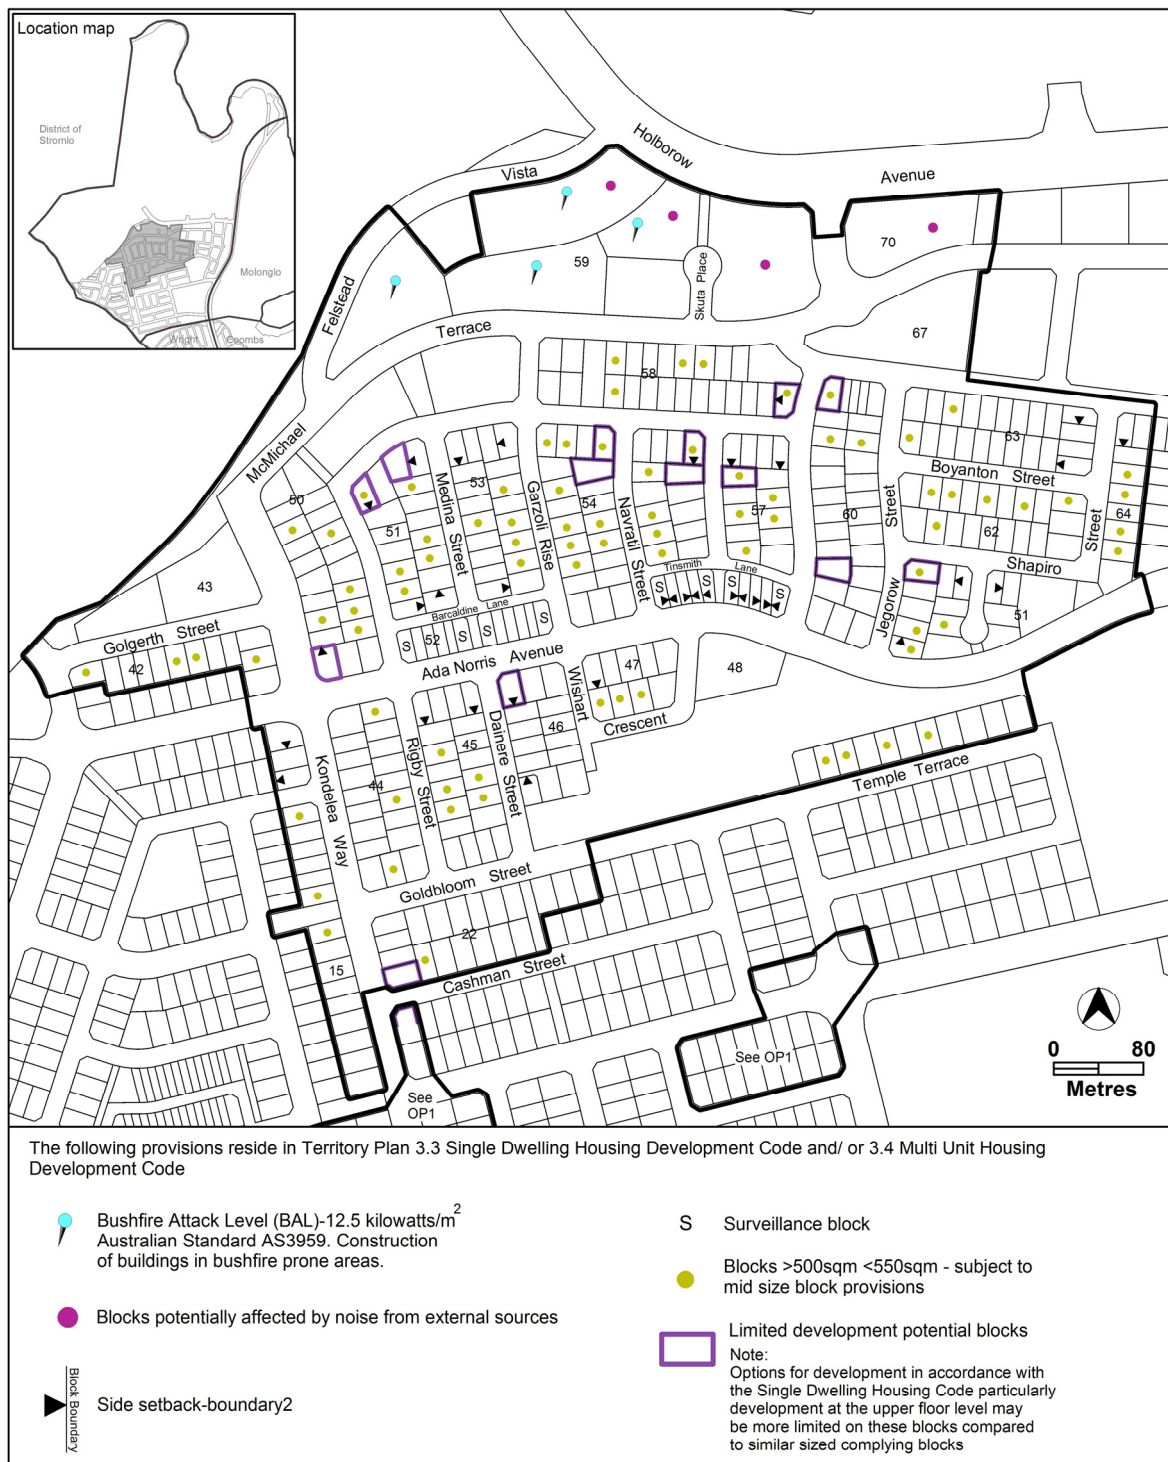 Location map
District of
Stromlo
Molonglo
Wright
Coombs
Holborow
Avenue
Vista
70
59
Skuta Place
Felstead
Terrace
67
58
McMichael
63
Boyanton Street
50
Medina Street
53
Garzoli Rise
54
Navratil Street
57
60
Street
64
51
62
Street
Shapiro
Tinsmith Lane
S
S
S
S
43
Barcaldine Lane
Jegorow
51
Golgerth Street
S
52
S
S
S
42
Ada Norris Avenue
47
48
Wishart
Crescent
46
Dainere Street
45
Rigby Street
44
Kondelea Way
Temple Terrace
Goldbloom Street
22
15
Cashman Street
See OP1
See
OP1
0 80
Metres
The following provisions reside in Territory Plan 3.3 Single Dwelling Housing Development Code and/ or 3.4 Multi Unit Housing
Development Code
Bushfire Attack Level (BAL)-12.5 kilowatts/m2
Australian Standard AS3959. Construction
of buildings in bushfire prone areas.
Blocks potentially affected by noise from external sources
Block Boundary
Side setback-boundary2
S Surveillance block
Blocks >500sqm <550sqm - subject to
mid size block provisions
Limited development potential blocks
Note:
Options for development in accordance with
the Single Dwelling Housing Code particularly
development at the upper floor level may
be more limited on these blocks compared
to similar sized complying blocks